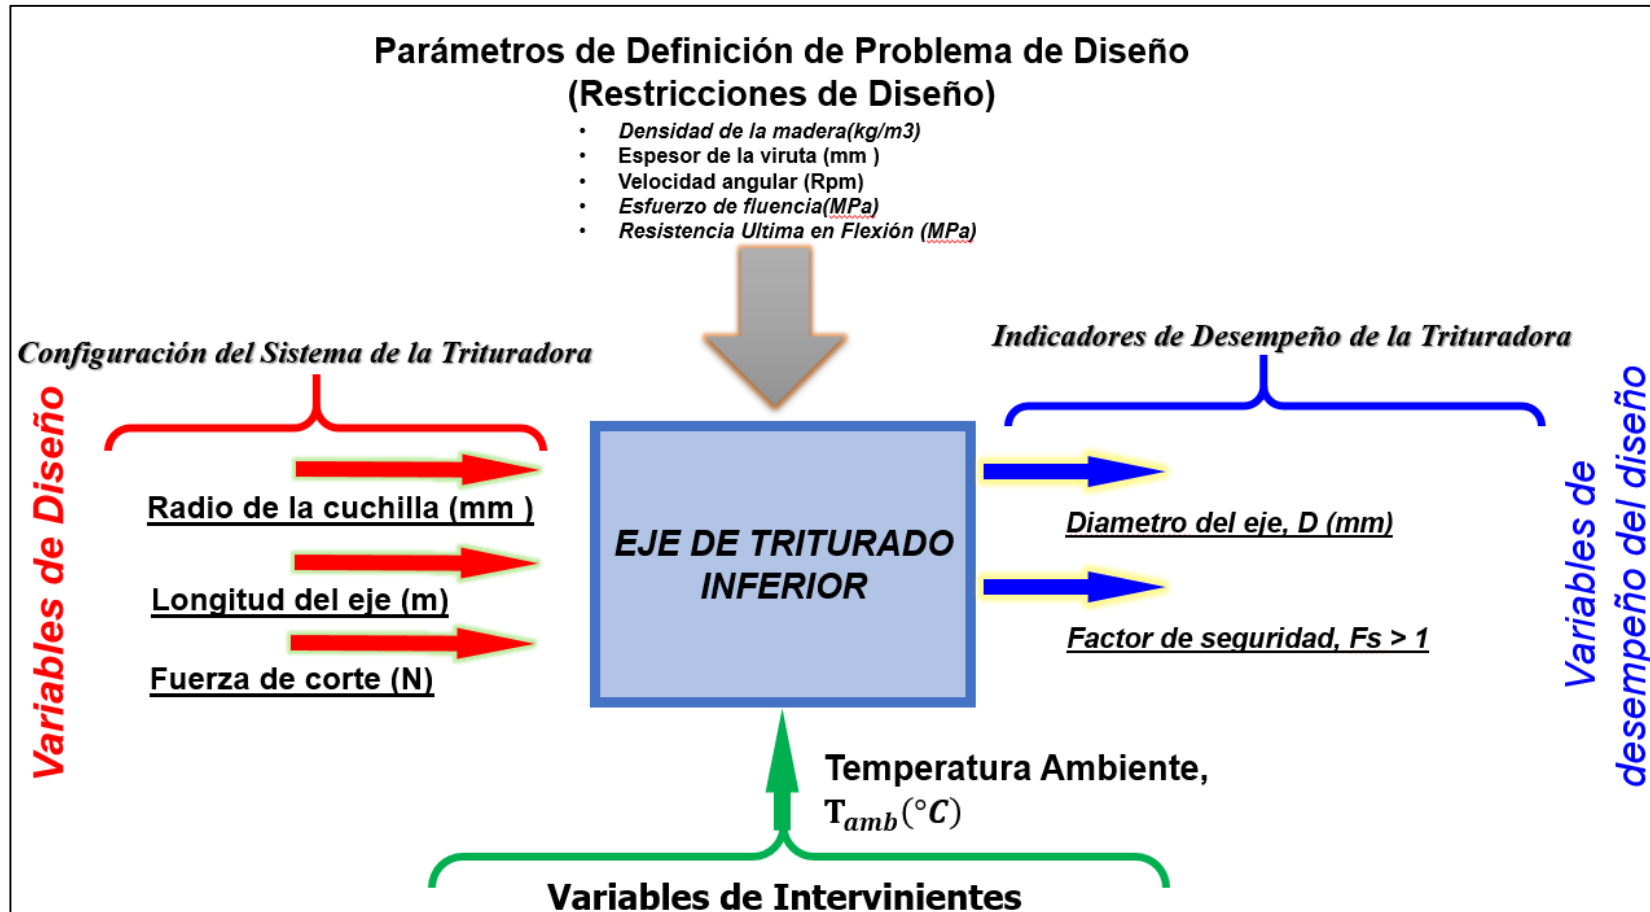 Parámetros de Definición de Problema de Diseño
(Restricciones de Diseño)
• Densidad de la madera(kg/m3)
• Espesor de la viruta (mm )
• Velocidad angular (Rpm)
• Esfuerzo de fluencia(MPa)
• Resistencia Ultima en Flexión (MPa)
Configuración del Sistema de la Trituradora
Indicadores de Desempeño de la Trituradora
Variables de Diseño
Radio de la cuchilla (mm )
Longitud del eje (m)
Fuerza de corte (N)
EJE DE TRITURADO
INFERIOR
Diametro del eje, D (mm)
Factor de seguridad, Fs > 1
Variables de
desempeño del diseño
Temperatura Ambiente,
T_amb(°C)
Variables de Intervinientes